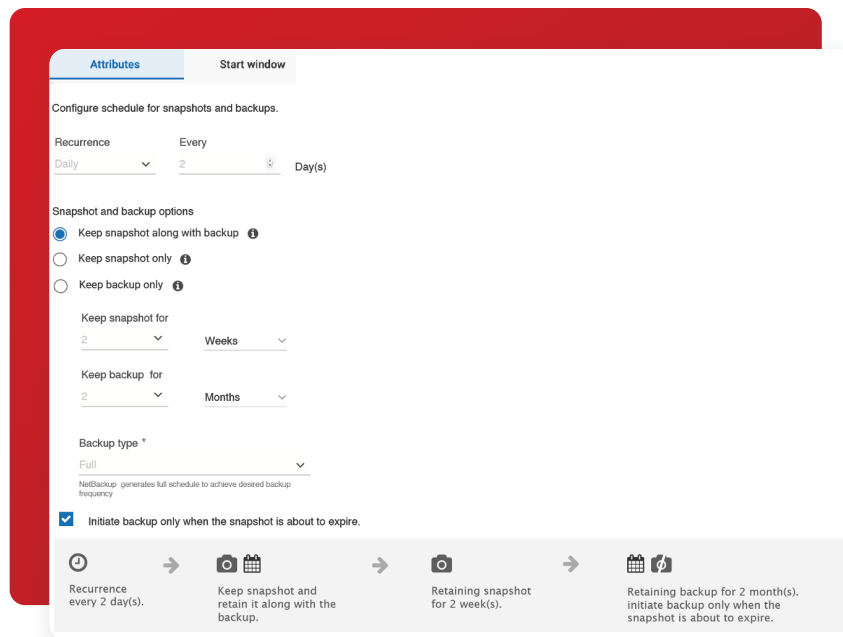 Attributes
Start window
Configure schedule for snapshots and backups.
Recurrence
Every
Daily
2
Day(s)
Snapshot and backup options
Keep snapshot along with backup
Keep snapshot only
Keep backup only
Keep snapshot for
2
Weeks
Keep backup for
2
Months
Backup type *
Full
NetBackup generates full schedule to achieve desired backup
frequency
Initiate backup only when the snapshot is about to expire.
Recurrence
every 2 day(s).
Keep snapshot and
retain it along with the
backup.
Retaining snapshot
for 2 week(s).
Retaining backup for 2 month(s).
initiate backup only when the
snapshot is about to expire.